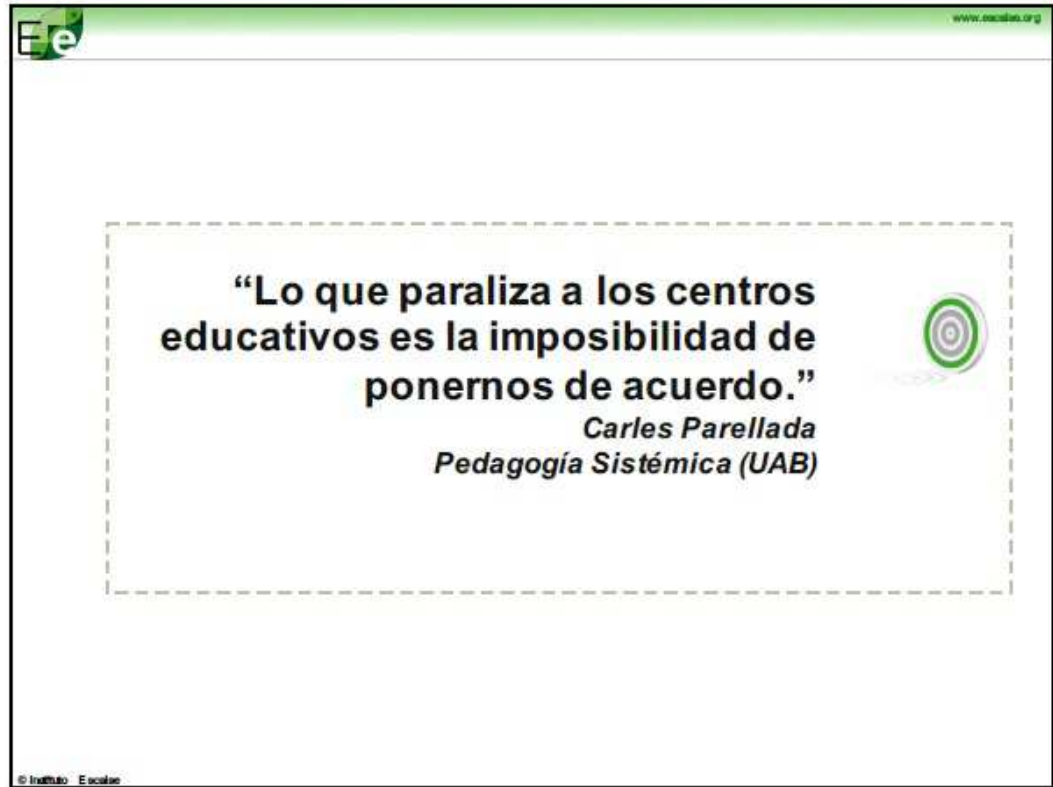 Ee
www.escalae.org
“Lo que paraliza a los centros
educativos es la imposibilidad de
ponernos de acuerdo.”
Carles Parellada
Pedagogía Sistémica (UAB)
© Instituto Escalae